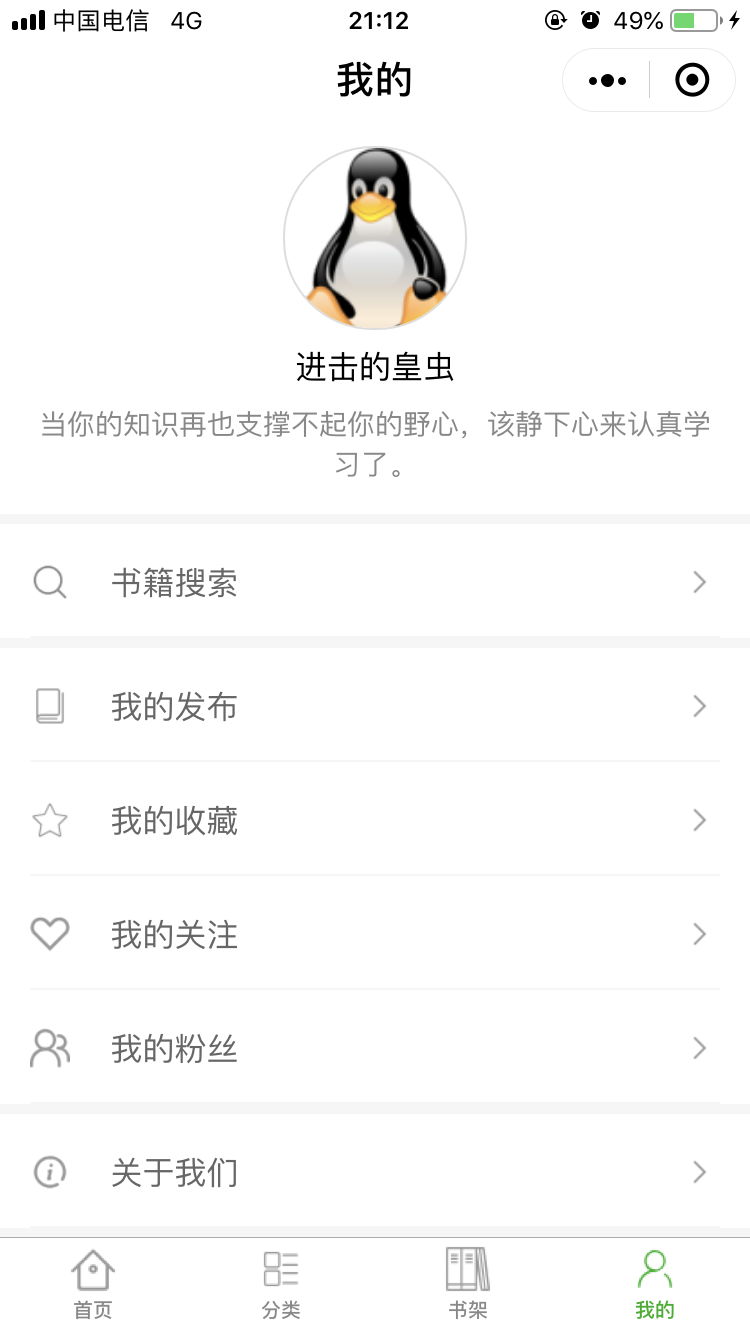 中国电信 4G 21:12 49%
我的
进击的皇虫
当你的知识再也支撑不起你的野心，该静下心来认真学
习了。
书籍搜索
我的发布
我的收藏
我的关注
我的粉丝
关于我们
首页 分类 书架 我的